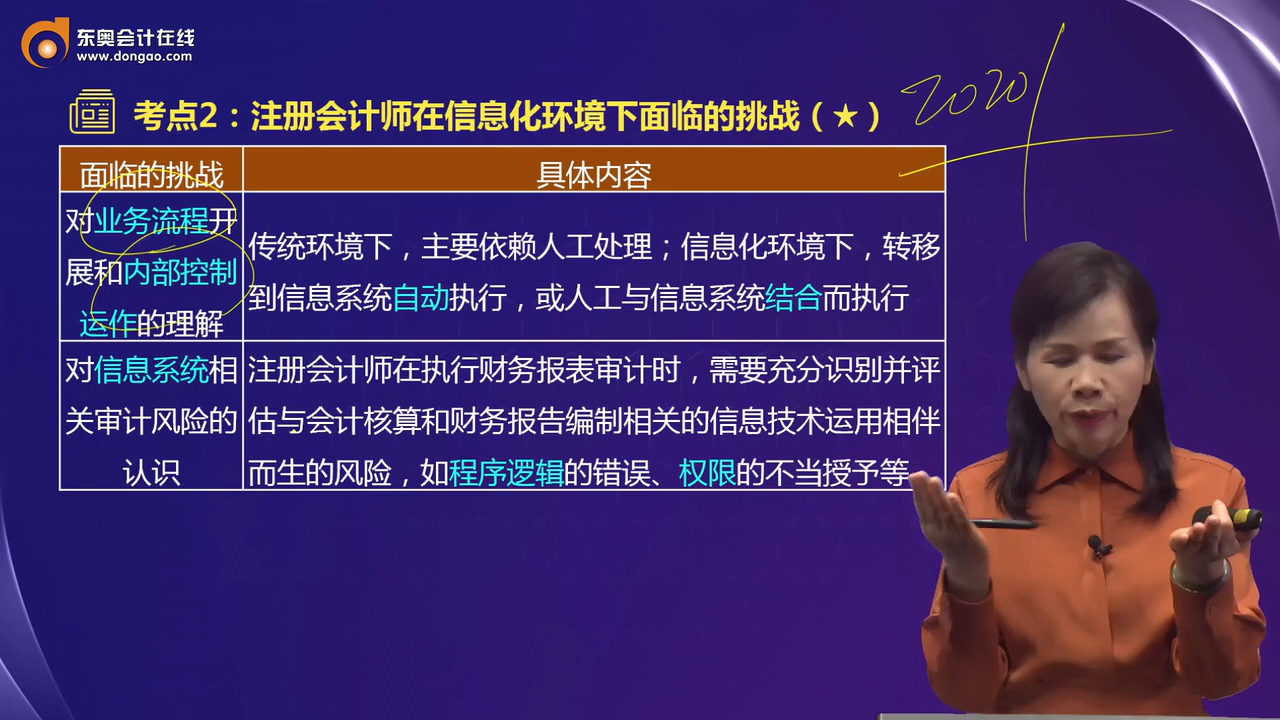 东奥会计在线
www.dongao.com
2020
考点2：注册会计师在信息化环境下面临的挑战（★）
面临的挑战
具体内容
对业务流程开
展和内部控制
运作的理解
传统环境下，主要依赖人工处理；信息化环境下，转移
到信息系统自动执行，或人工与信息系统结合而执行
对信息系统相
关审计风险的
认识
注册会计师在执行财务报表审计时，需要充分识别并评
估与会计核算和财务报告编制相关的信息技术运用相伴
而生的风险，如程序逻辑的错误、权限的不当授予等